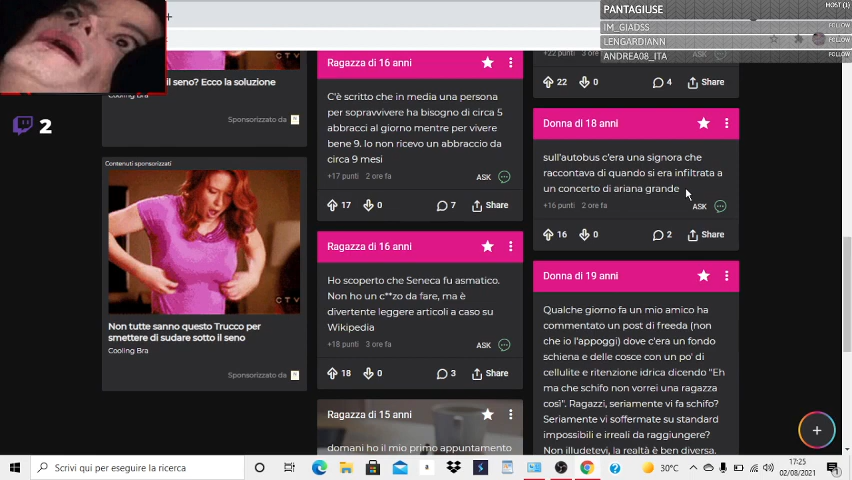 PANTAGIUSE
HOST (1)
IM_GIADSS
FOLLOW
LENGARDIANN
FOLLOW
ANDREA08_ITA
FOLLOW
2
il seno? Ecco la soluzione
Cooling Bra
Sponsorizzato da
Contenuti sponsorizzati
CTV
Non tutte sanno questo Trucco per
smettere di sudare sotto il seno
Cooling Bra
Sponsorizzato da
Ragazza di 16 anni
C'è scritto che in media una persona
per sopravvivere ha bisogno di circa 5
abbracci al giorno mentre per vivere
bene 9. Io non ricevo un abbraccio da
circa 9 mesi
+17 punti 2 ore fa
ASK
17 0 7 Share
Ragazza di 16 anni
Ho scoperto che Seneca fu asmatico.
Non ho un c**zo da fare, ma è
divertente leggere articoli a caso su
Wikipedia
+18 punti 3 ore fa
ASK
18 0 3 Share
Ragazza di 15 anni
domani ho il mio primo appuntamento
+22 punti
ASK
22 0 4 Share
Donna di 18 anni
sull'autobus c'era una signora che
raccontava di quando si era infiltrata a
un concerto di ariana grande
+16 punti 2 ore fa
ASK
16 0 2 Share
Donna di 19 anni
Qualche giorno fa un mio amico ha
commentato un post di freeda (non
che io l'appoggi) dove c'era un fondo
schiena e delle cosce con un po' di
cellulite e ritenzione idrica dicendo "Eh
ma che schifo non vorrei una ragazza
così". Ragazzi, seriamente vi fa schifo?
Seriamente vi soffermate su standard
impossibili e irreali da raggiungere?
Non illudetevi, la realtà è ben diversa.
Scrivi qui per eseguire la ricerca
30°C
17:25
02/08/2021